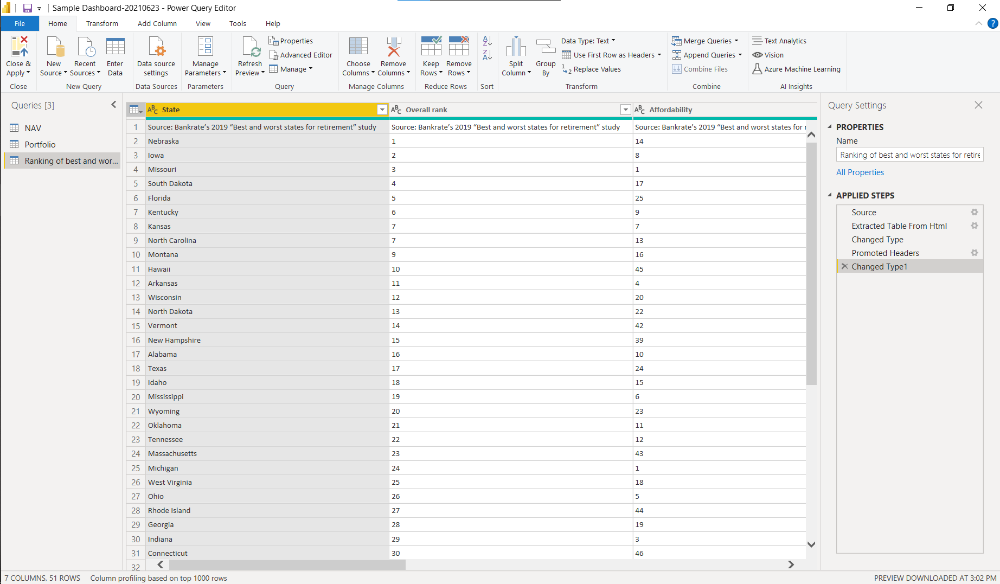 Sample Dashboard-20210623 - Power Query Editor
File Home Transform Add Column View Tools Help ?
Close & Apply
New Source
Recent Sources
Enter Data
Data source settings
Manage Parameters
Refresh Preview
Properties
Advanced Editor
Manage
Choose Columns
Remove Columns
Keep Rows
Remove Rows
Split Column
Group By
Data Type: Text
Use First Row as Headers
Replace Values
Merge Queries
Append Queries
Combine Files
Text Analytics
Vision
Azure Machine Learning
Close New Query Data Sources Parameters Query Manage Columns Reduce Rows Sort Transform Combine AI Insights
Queries [3]
NAV
Portfolio
Ranking of best and wor...
ABC State ABC Overall rank ABC Affordability
1 Source: Bankrate’s 2019 “Best and worst states for retirement” study Source: Bankrate’s 2019 “Best and worst states for retirement” study Source: Bankrate’s 2019 “Best and worst states for r
2 Nebraska 1 14
3 Iowa 2 8
4 Missouri 3 1
5 South Dakota 4 17
6 Florida 5 25
7 Kentucky 6 9
8 Kansas 7 7
9 North Carolina 7 13
10 Montana 9 16
11 Hawaii 10 45
12 Arkansas 11 4
13 Wisconsin 12 20
14 North Dakota 13 22
15 Vermont 14 42
16 New Hampshire 15 39
17 Alabama 16 10
18 Texas 17 24
19 Idaho 18 15
20 Mississippi 19 6
21 Wyoming 20 23
22 Oklahoma 21 11
23 Tennessee 22 12
24 Massachusetts 23 43
25 Michigan 24 1
26 West Virginia 25 18
27 Ohio 26 5
28 Rhode Island 27 44
29 Georgia 28 19
30 Indiana 29 3
31 Connecticut 30 46
32
Query Settings
PROPERTIES
Name
Ranking of best and worst states for retire
All Properties
APPLIED STEPS
Source
Extracted Table From Html
Changed Type
Promoted Headers
Changed Type1
7 COLUMNS, 51 ROWS Column profiling based on top 1000 rows PREVIEW DOWNLOADED AT 3:02 PM